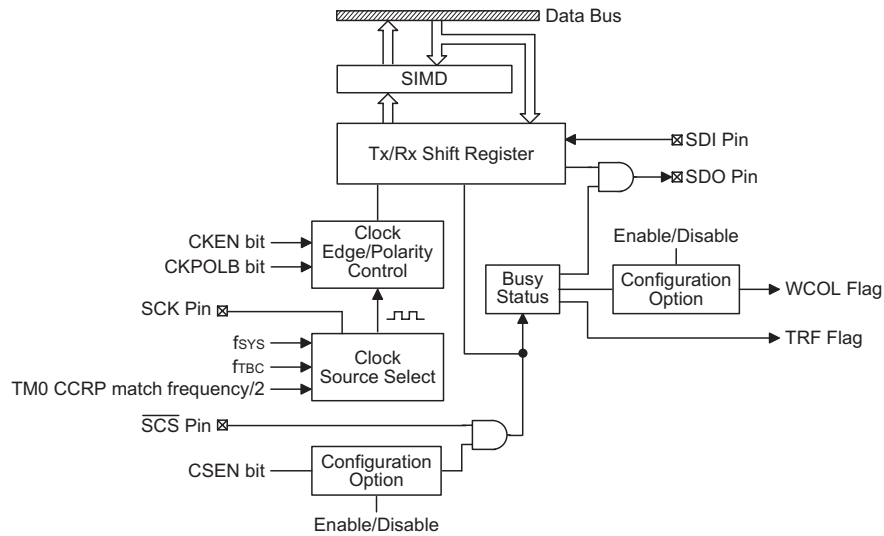 Data Bus
SIMD
Tx/Rx Shift Register
SDI Pin
SDO Pin
CKEN bit
CKPOLB bit
Clock
Edge/Polarity
Control
Enable/Disable
Busy
Status
Configuration
Option
WCOL Flag
TRF Flag
SCK Pin
fSYS
fTBC
TM0 CCRP match frequency/2
Clock
Source Select
SCS Pin
CSEN bit
Configuration
Option
Enable/Disable